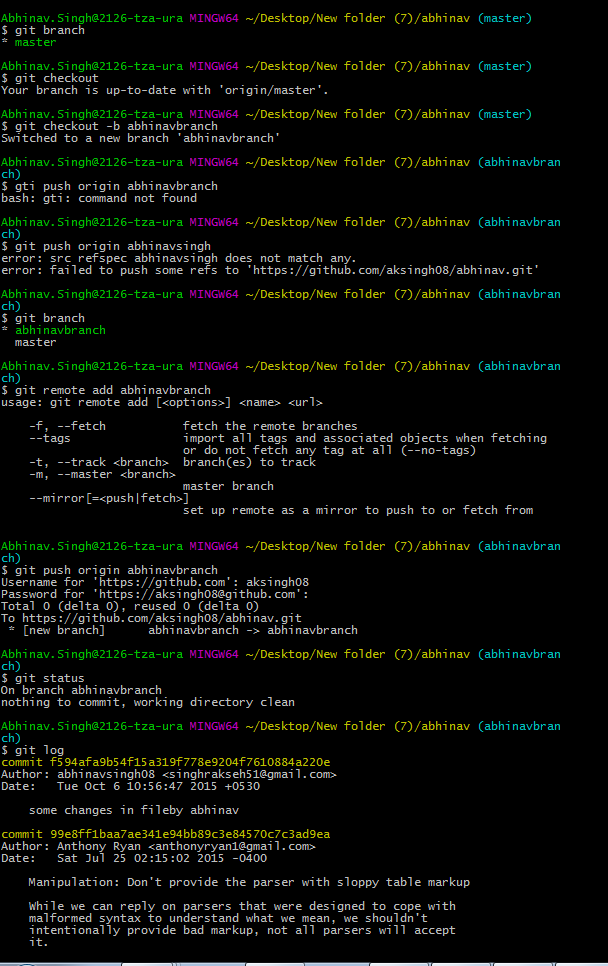 Abhinav.Singh@2126-tza-ura MINGW64 ~/Desktop/New folder (7)/abhinav (master)
$ git branch
* master
Abhinav.Singh@2126-tza-ura MINGW64 ~/Desktop/New folder (7)/abhinav (master)
$ git checkout
Your branch is up-to-date with 'origin/master'.
Abhinav.Singh@2126-tza-ura MINGW64 ~/Desktop/New folder (7)/abhinav (master)
$ git checkout -b abhinavbranch
Switched to a new branch 'abhinavbranch'
Abhinav.Singh@2126-tza-ura MINGW64 ~/Desktop/New folder (7)/abhinav (abhinavbran
ch)
$ gti push origin abhinavbranch
bash: gti: command not found
Abhinav.Singh@2126-tza-ura MINGW64 ~/Desktop/New folder (7)/abhinav (abhinavbran
ch)
$ git push origin abhinavsingh
error: src refspec abhinavsingh does not match any.
error: failed to push some refs to 'https://github.com/aksingh08/abhinav.git'
Abhinav.Singh@2126-tza-ura MINGW64 ~/Desktop/New folder (7)/abhinav (abhinavbran
ch)
$ git branch
* abhinavbranch
master
Abhinav.Singh@2126-tza-ura MINGW64 ~/Desktop/New folder (7)/abhinav (abhinavbran
ch)
$ git remote add abhinavbranch
usage: git remote add [<options>] <name> <url>
-f, --fetch fetch the remote branches
--tags import all tags and associated objects when fetching
or do not fetch any tag at all (--no-tags)
-t, --track <branch> branch(es) to track
-m, --master <branch>
master branch
--mirror[=<push|fetch>]
set up remote as a mirror to push to or fetch from
Abhinav.Singh@2126-tza-ura MINGW64 ~/Desktop/New folder (7)/abhinav (abhinavbran
ch)
$ git push origin abhinavbranch
Username for 'https://github.com': aksingh08
Password for 'https://aksingh08@github.com':
Total 0 (delta 0), reused 0 (delta 0)
To https://github.com/aksingh08/abhinav.git
* [new branch] abhinavbranch -> abhinavbranch
Abhinav.Singh@2126-tza-ura MINGW64 ~/Desktop/New folder (7)/abhinav (abhinavbran
ch)
$ git status
On branch abhinavbranch
nothing to commit, working directory clean
Abhinav.Singh@2126-tza-ura MINGW64 ~/Desktop/New folder (7)/abhinav (abhinavbran
ch)
$ git log
commit f594afa9b54f15a319f778e9204f7610884a220e
Author: abhinavsingh08 <singhrakseh51@gmail.com>
Date: Tue Oct 6 10:56:47 2015 +0530
some changes in fileby abhinav
commit 99e8ff1baa7ae341e94bb89c3e84570c7c3ad9ea
Author: Anthony Ryan <anthonyryan1@gmail.com>
Date: Sat Jul 25 02:15:02 2015 -0400
Manipulation: Don't provide the parser with sloppy table markup
While we can reply on parsers that were designed to cope with
malformed syntax to understand what we mean, we shouldn't
intentionally provide bad markup, not all parsers will accept
it.